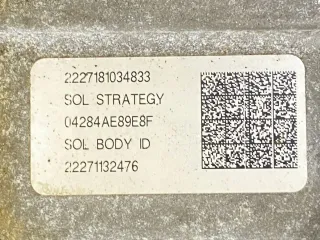 2227181034833
SOL STRATEGY
04284AE89E8F
SOL BODY ID
22271132476